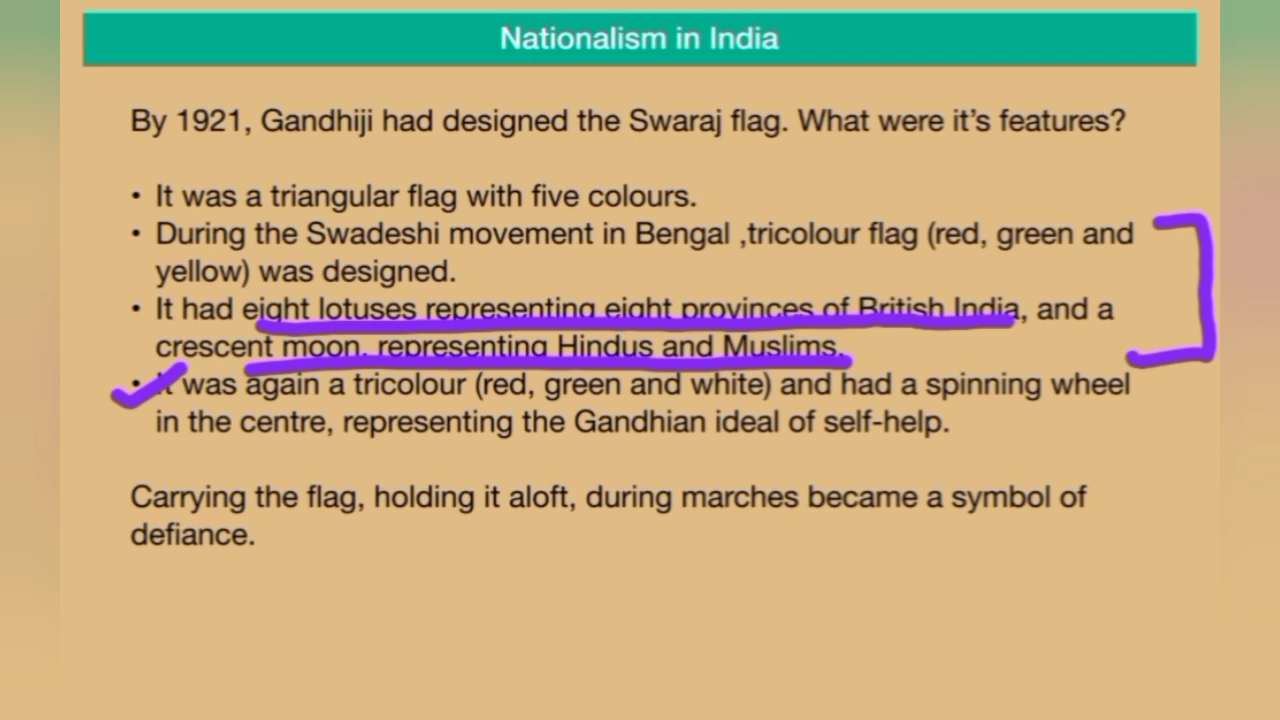 Nationalism in India
By 1921, Gandhiji had designed the Swaraj flag. What were it's features?
• It was a triangular flag with five colours.
• During the Swadeshi movement in Bengal ,tricolour flag (red, green and
yellow) was designed.
• It had eight lotuses representing eight provinces of British India, and a
crescent moon, representing Hindus and Muslims.
• It was again a tricolour (red, green and white) and had a spinning wheel
in the centre, representing the Gandhian ideal of self-help.
Carrying the flag, holding it aloft, during marches became a symbol of
defiance.